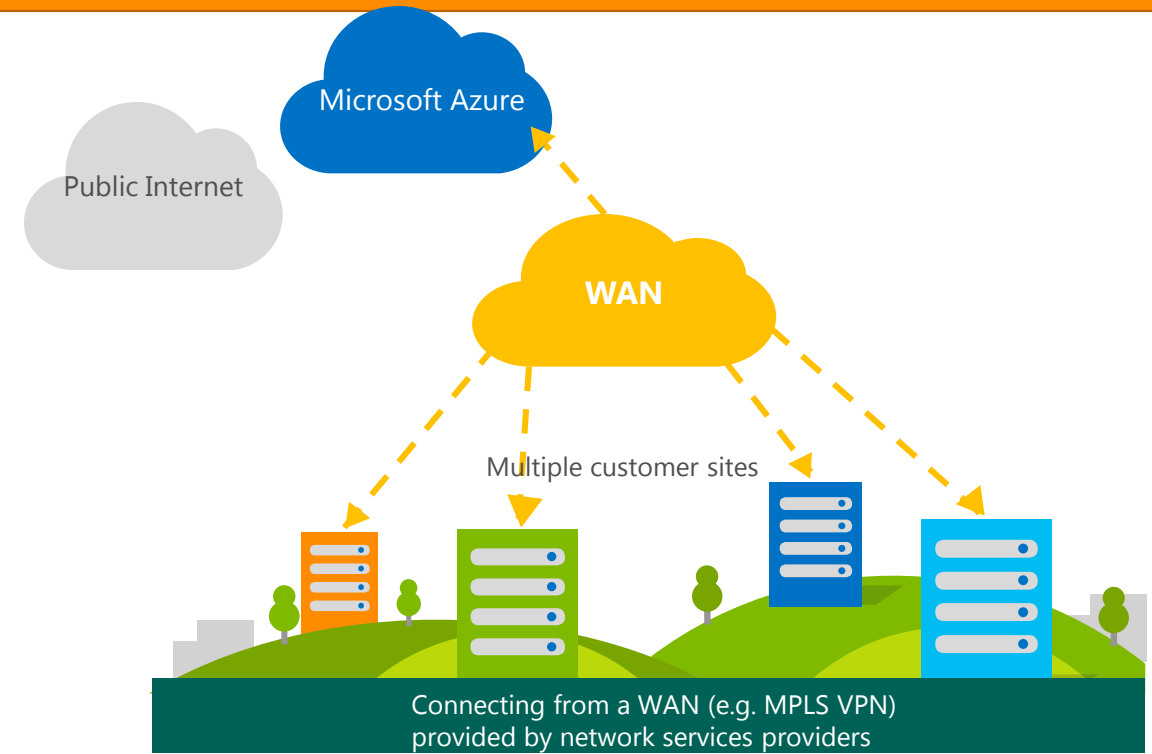 Microsoft Azure
Public Internet
WAN
Multiple customer sites
Connecting from a WAN (e.g. MPLS VPN)
provided by network services providers